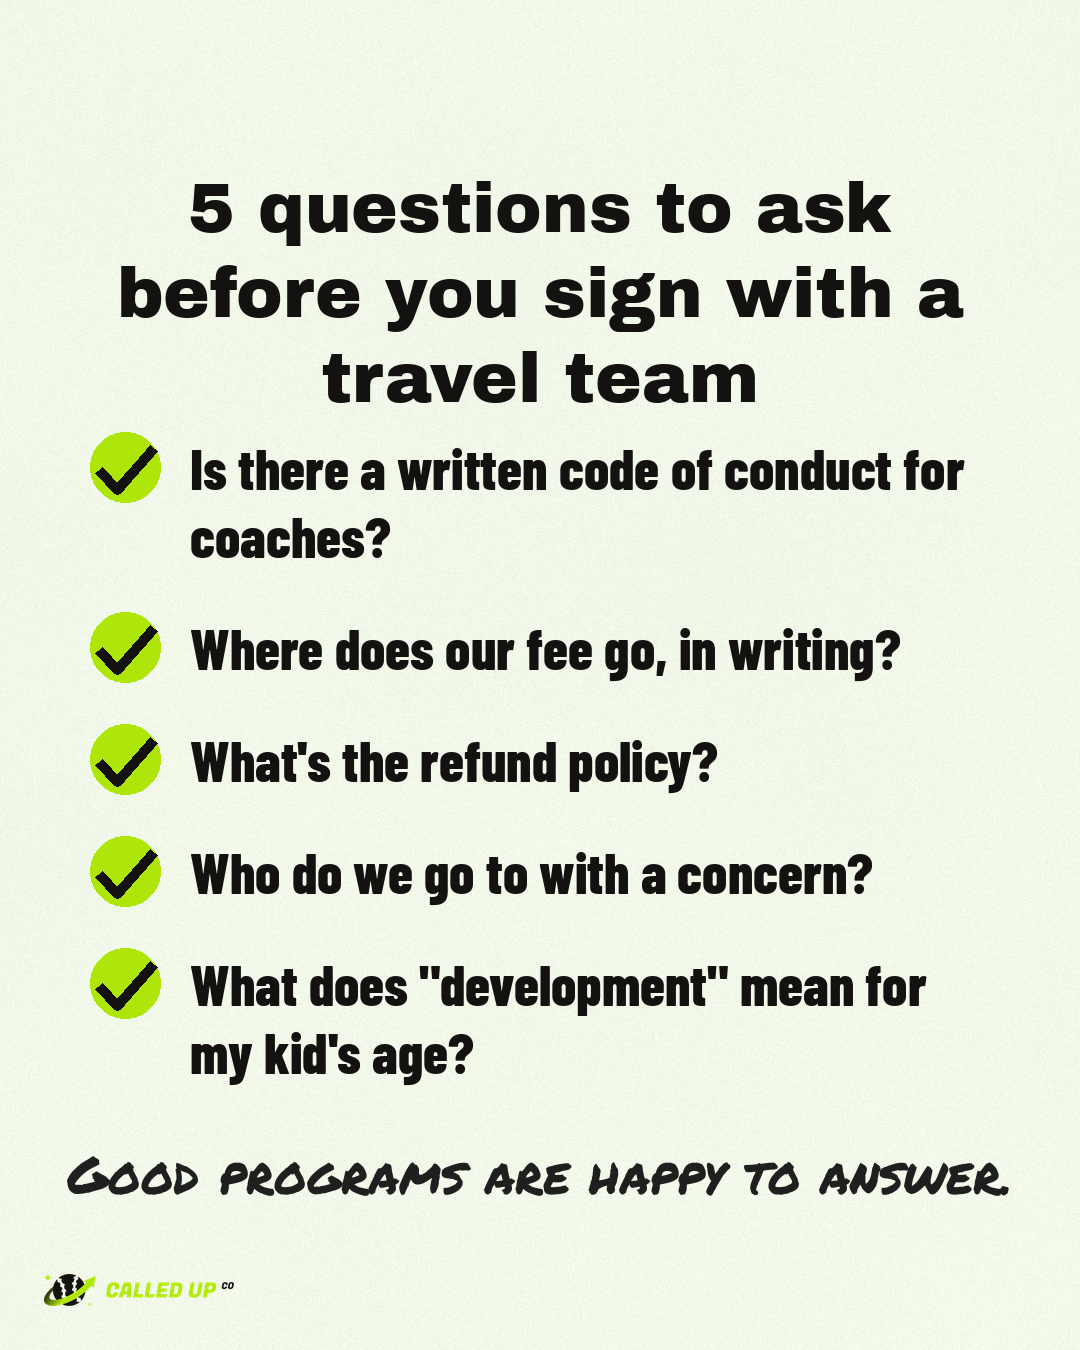 5 questions to ask
before you sign with a
travel team
Is there a written code of conduct for
coaches?
Where does our fee go, in writing?
What's the refund policy?
Who do we go to with a concern?
What does "development" mean for
my kid's age?
GOOD PROGRAMS ARE HAPPY TO ANSWER.
CALLED UP CO